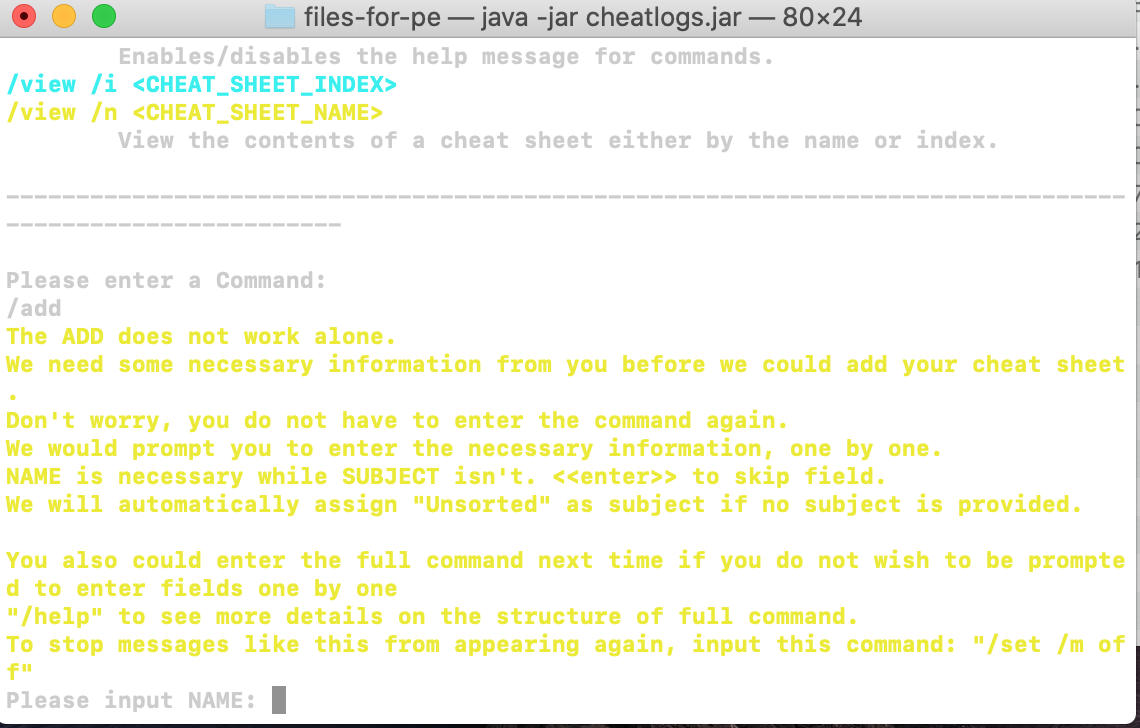 files-for-pe — java -jar cheatlogs.jar — 80×24
Enables/disables the help message for commands.
/view /i <CHEAT_SHEET_INDEX>
/view /n <CHEAT_SHEET_NAME>
View the contents of a cheat sheet either by the name or index.
--------------------------------------------------------------------------------
------------------------
Please enter a Command:
/add
The ADD does not work alone.
We need some necessary information from you before we could add your cheat sheet
.
Don't worry, you do not have to enter the command again.
We would prompt you to enter the necessary information, one by one.
NAME is necessary while SUBJECT isn't. <<enter>> to skip field.
We will automatically assign "Unsorted" as subject if no subject is provided.
You also could enter the full command next time if you do not wish to be prompte
d to enter fields one by one
"/help" to see more details on the structure of full command.
To stop messages like this from appearing again, input this command: "/set /m of
f"
Please input NAME: